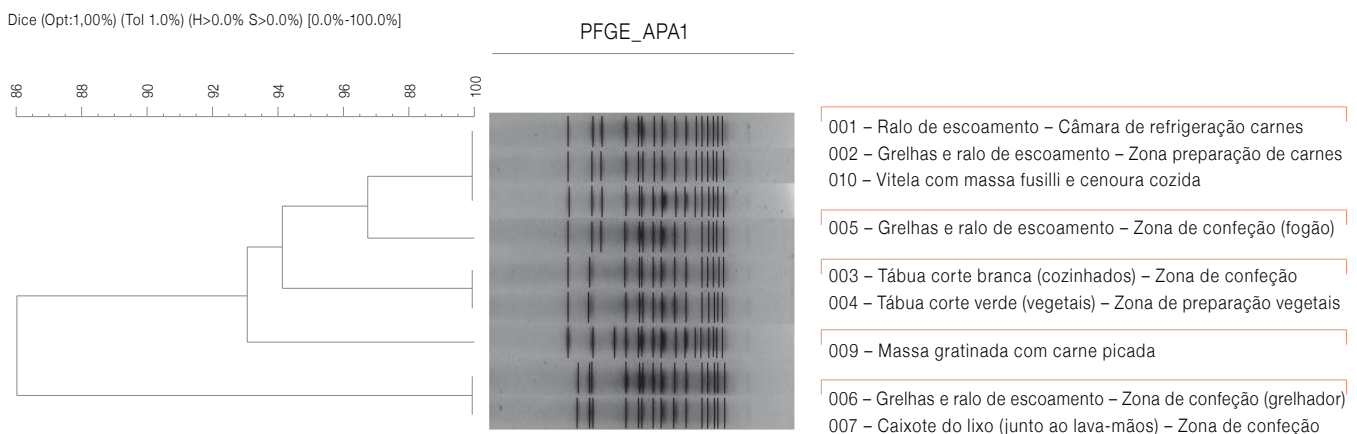 Dice (Opt:1,00%) (Tol 1.0%) (H>0.0% S>0.0%) [0.0%-100.0%]
PFGE_APA1
86 88 90 92 94 96 88 100
001 – Ralo de escoamento – Câmara de refrigeração carnes
002 – Grelhas e ralo de escoamento – Zona preparação de carnes
010 – Vitela com massa fusilli e cenoura cozida
005 – Grelhas e ralo de escoamento – Zona de confeção (fogão)
003 – Tábua corte branca (cozinhados) – Zona de confeção
004 – Tábua corte verde (vegetais) – Zona de preparação vegetais
009 – Massa gratinada com carne picada
006 – Grelhas e ralo de escoamento – Zona de confeção (grelhador)
007 – Caixote do lixo (junto ao lava-mãos) – Zona de confeção